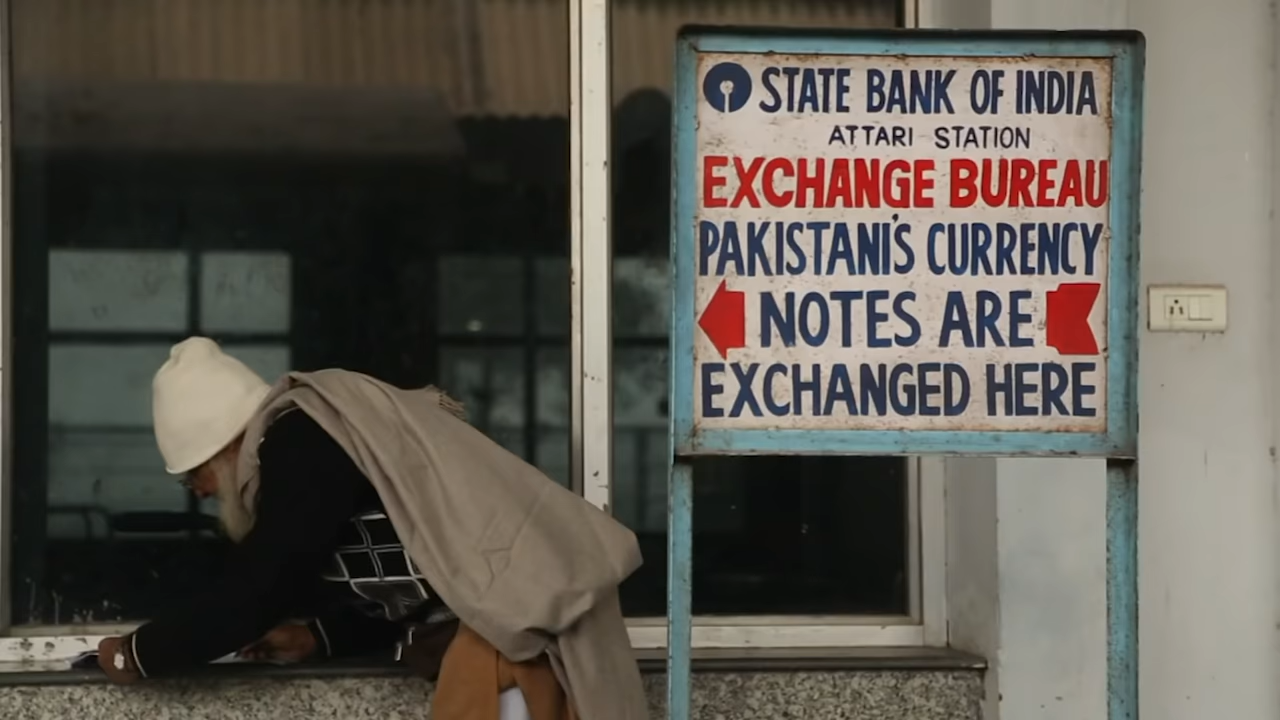 STATE BANK OF INDIA
ATTARI STATION
EXCHANGE BUREAU
PAKISTANI'S CURRENCY
NOTES ARE
EXCHANGED HERE